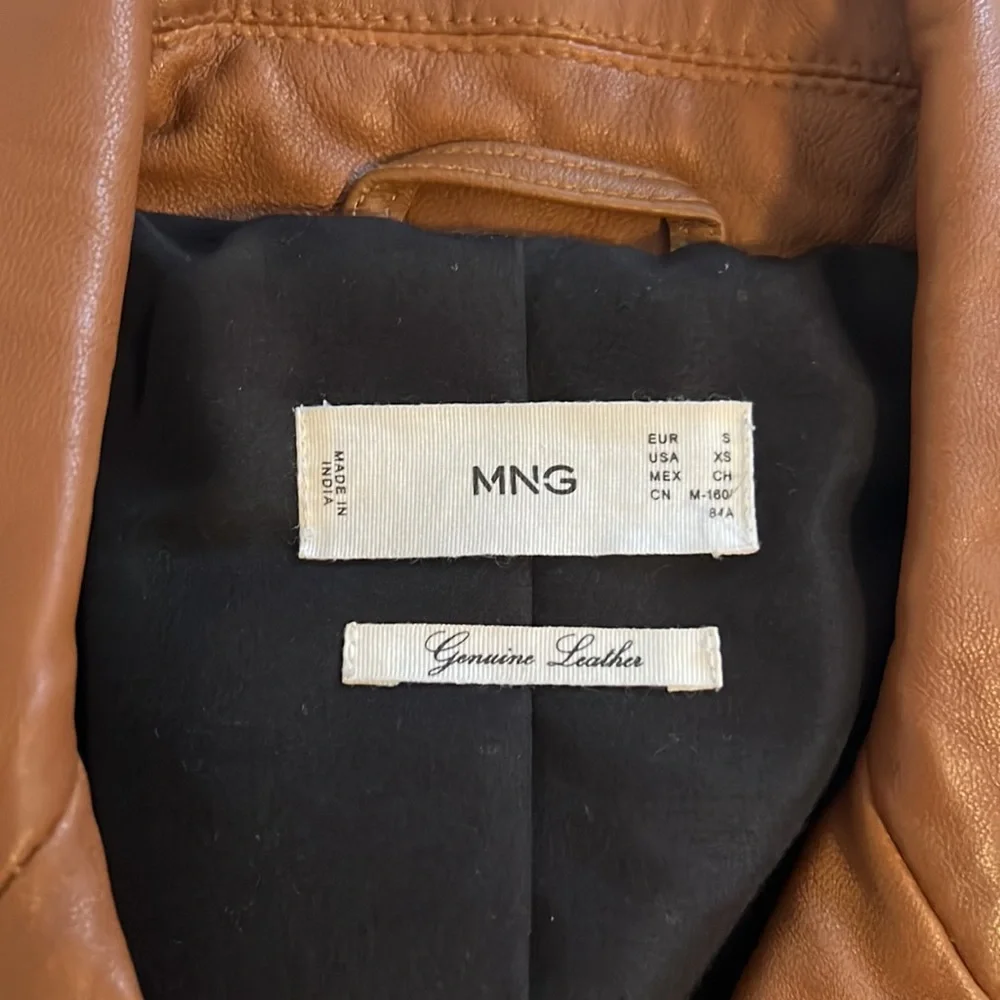 MADE IN
INDIA
MNG
EUR S
USA XS
MEX CH
CN M-160/
84A
Genuine Leather